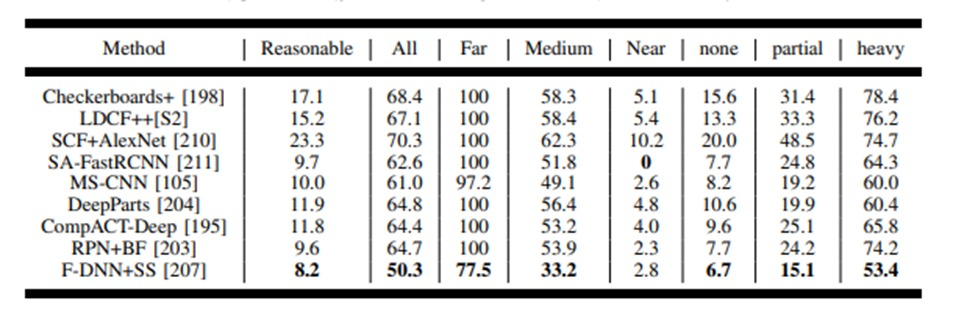 Method | Reasonable | All | Far | Medium | Near | none | partial | heavy
Checkerboards+ [198] 17.1 68.4 100 58.3 5.1 15.6 31.4 78.4
LDCF++[S2] 15.2 67.1 100 58.4 5.4 13.3 33.3 76.2
SCF+AlexNet [210] 23.3 70.3 100 62.3 10.2 20.0 48.5 74.7
SA-FastRCNN [211] 9.7 62.6 100 51.8 0 7.7 24.8 64.3
MS-CNN [105] 10.0 61.0 97.2 49.1 2.6 8.2 19.2 60.0
DeepParts [204] 11.9 64.8 100 56.4 4.8 10.6 19.9 60.4
CompACT-Deep [195] 11.8 64.4 100 53.2 4.0 9.6 25.1 65.8
RPN+BF [203] 9.6 64.7 100 53.9 2.3 7.7 24.2 74.2
F-DNN+SS [207] 8.2 50.3 77.5 33.2 2.8 6.7 15.1 53.4